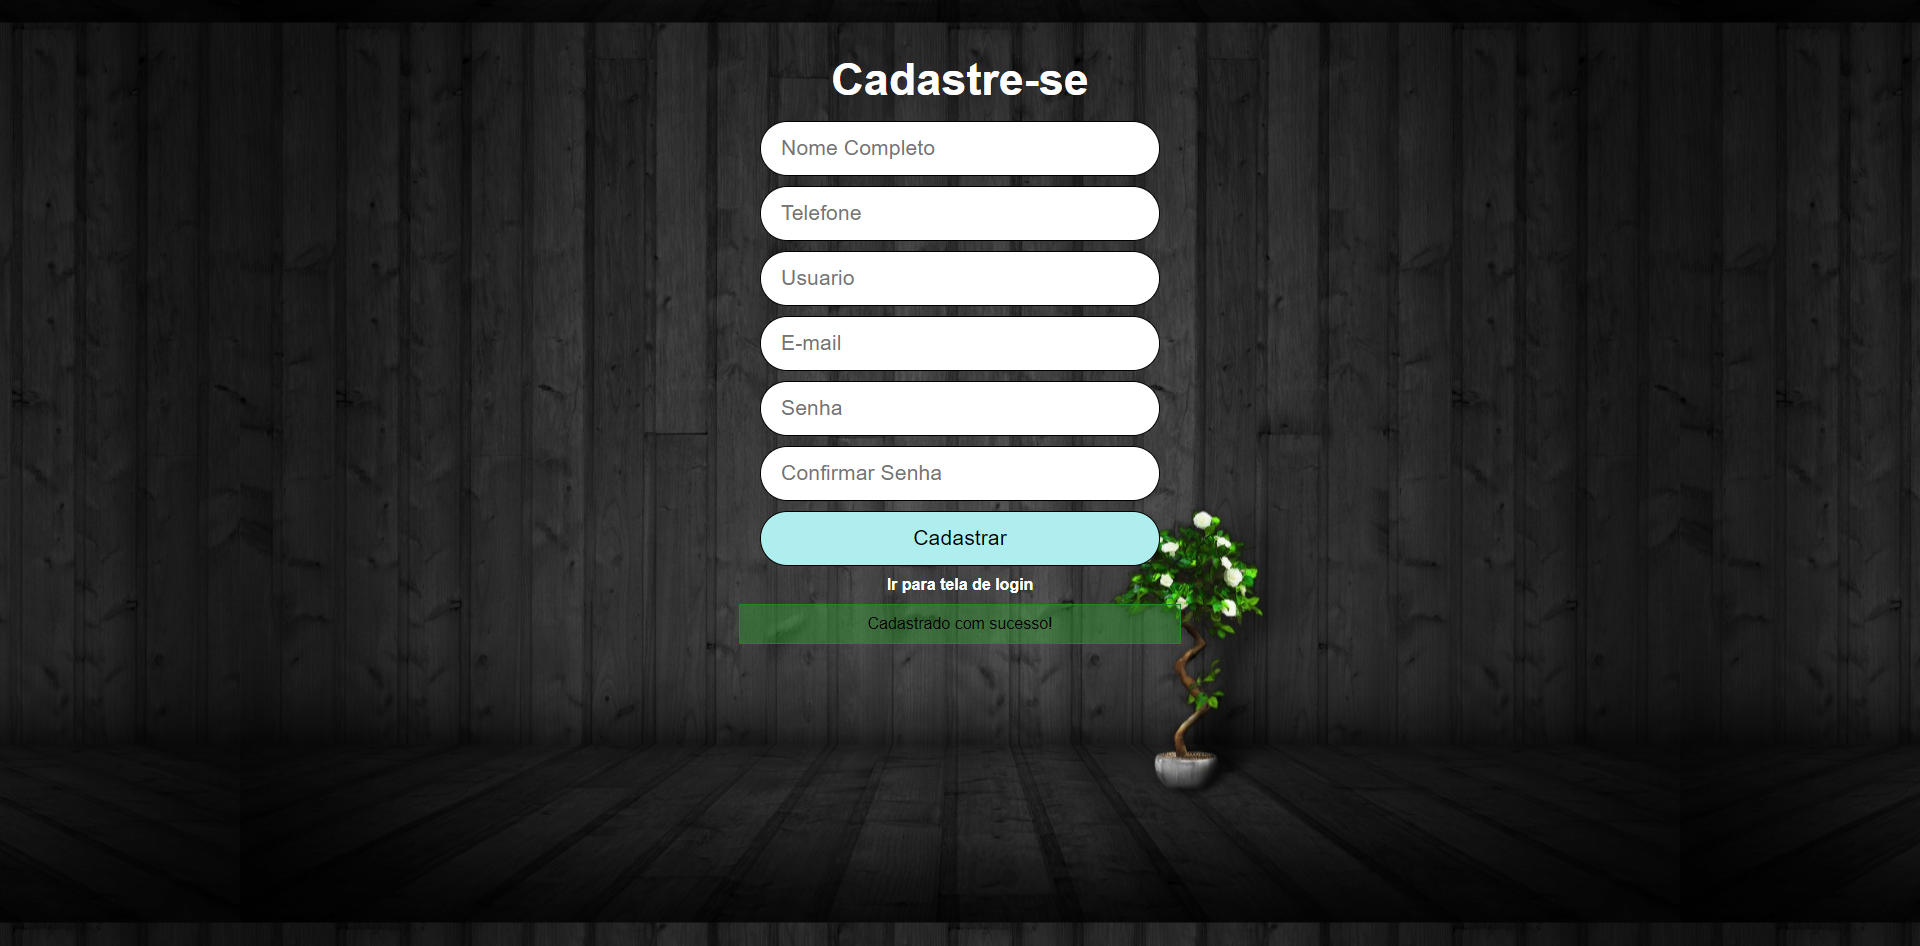 Cadastre-se
Nome Completo
Telefone
Usuario
E-mail
Senha
Confirmar Senha
Cadastrar
Ir para tela de login
Cadastrado com sucesso!